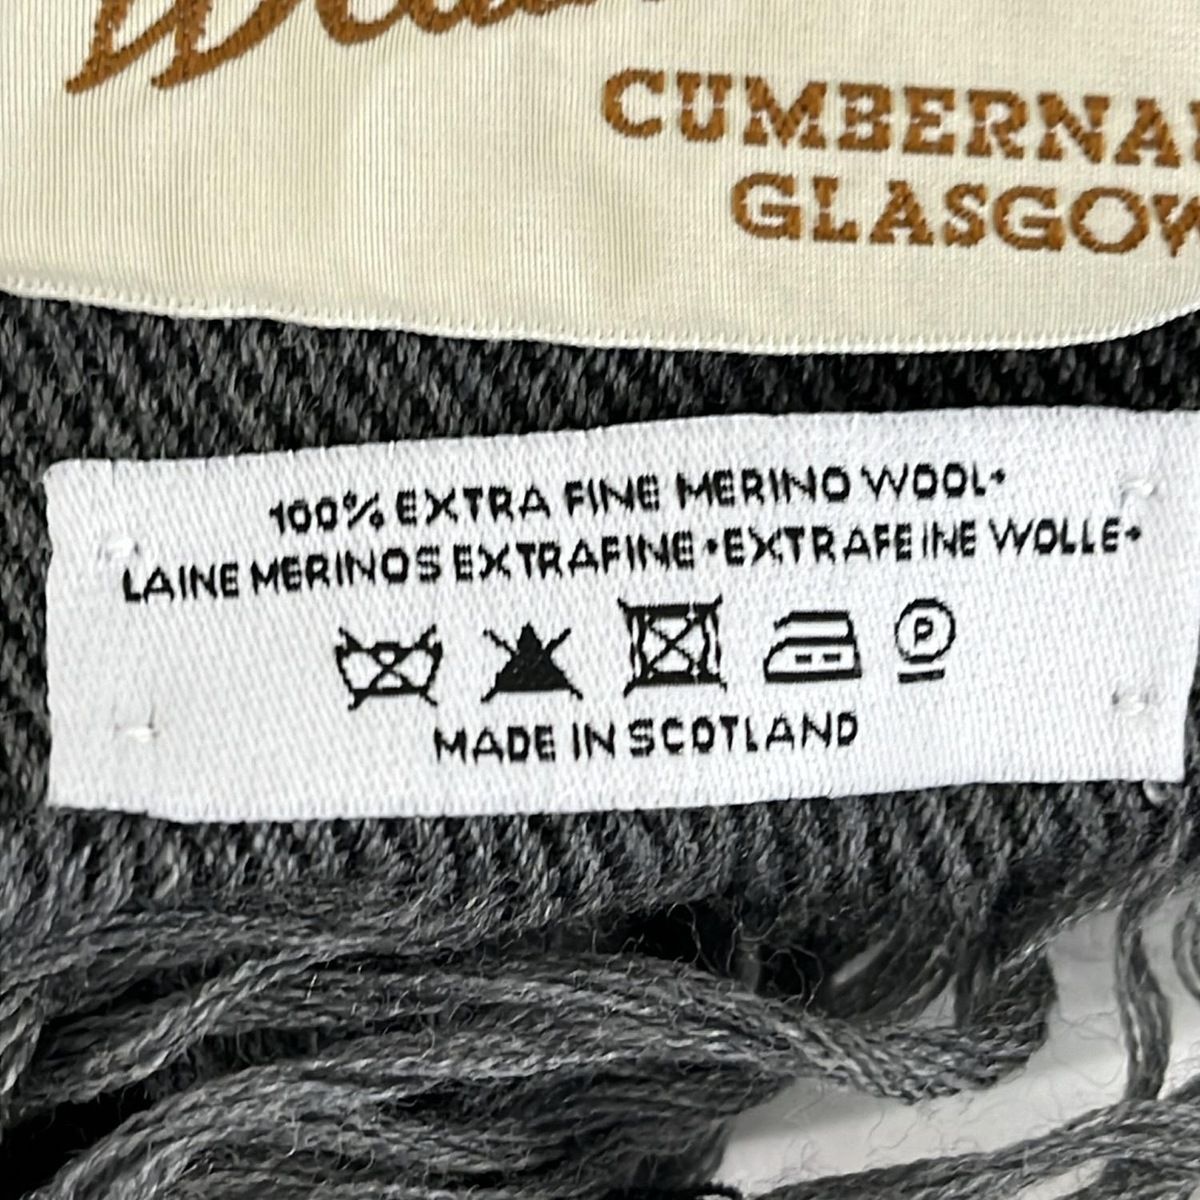 CUMBERNA
GLASGOW
100% EXTRA FINE MERINO WOOL•
LAINE MERINOS EXTRAFINE•EXTRAFEINE WOLLE•
P
MADE IN SCOTLAND